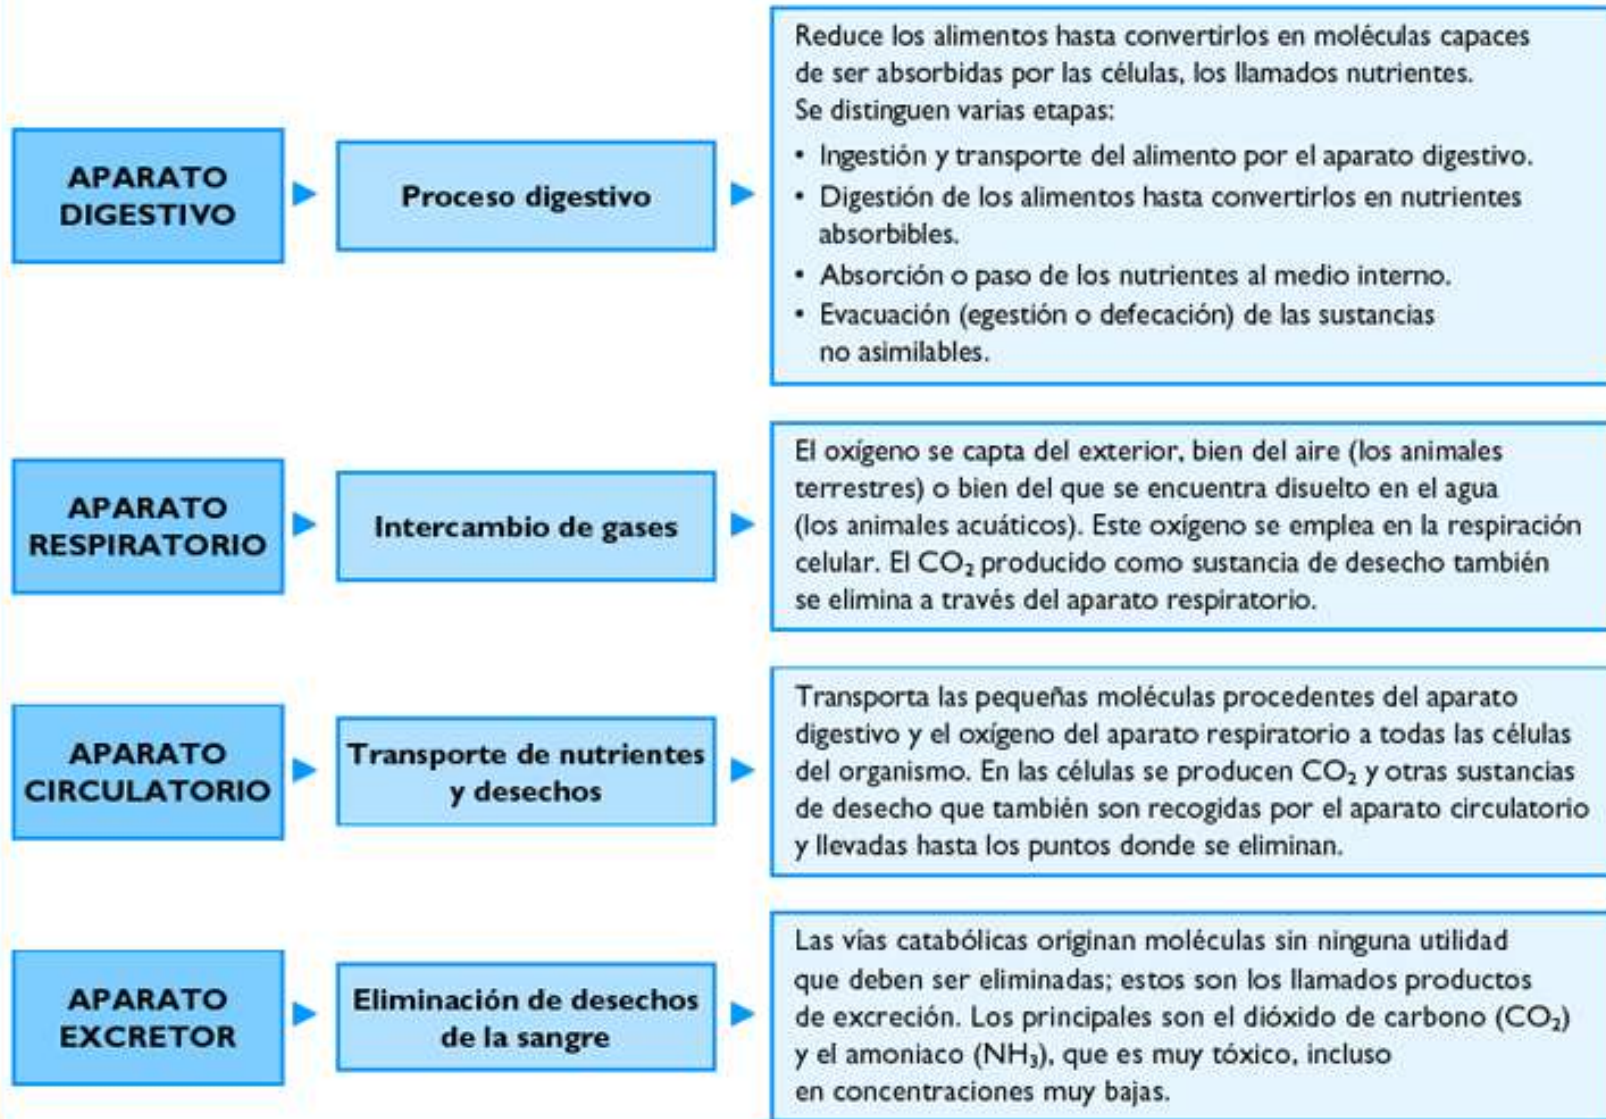 APARATO
DIGESTIVO
Proceso digestivo
Reduce los alimentos hasta convertirlos en moléculas capaces
de ser absorbidas por las células, los llamados nutrientes.
Se distinguen varias etapas:
• Ingestión y transporte del alimento por el aparato digestivo.
• Digestión de los alimentos hasta convertirlos en nutrientes
absorbibles.
• Absorción o paso de los nutrientes al medio interno.
• Evacuación (egestión o defecación) de las sustancias
no asimilables.
APARATO
RESPIRATORIO
Intercambio de gases
El oxígeno se capta del exterior, bien del aire (los animales
terrestres) o bien del que se encuentra disuelto en el agua
(los animales acuáticos). Este oxígeno se emplea en la respiración
celular. El CO₂ producido como sustancia de desecho también
se elimina a través del aparato respiratorio.
APARATO
CIRCULATORIO
Transporte de nutrientes
y desechos
Transporta las pequeñas moléculas procedentes del aparato
digestivo y el oxígeno del aparato respiratorio a todas las células
del organismo. En las células se producen CO₂ y otras sustancias
de desecho que también son recogidas por el aparato circulatorio
y llevadas hasta los puntos donde se eliminan.
APARATO
EXCRETOR
Eliminación de desechos
de la sangre
Las vías catabólicas originan moléculas sin ninguna utilidad
que deben ser eliminadas; estos son los llamados productos
de excreción. Los principales son el dióxido de carbono (CO₂)
y el amoniaco (NH₃), que es muy tóxico, incluso
en concentraciones muy bajas.